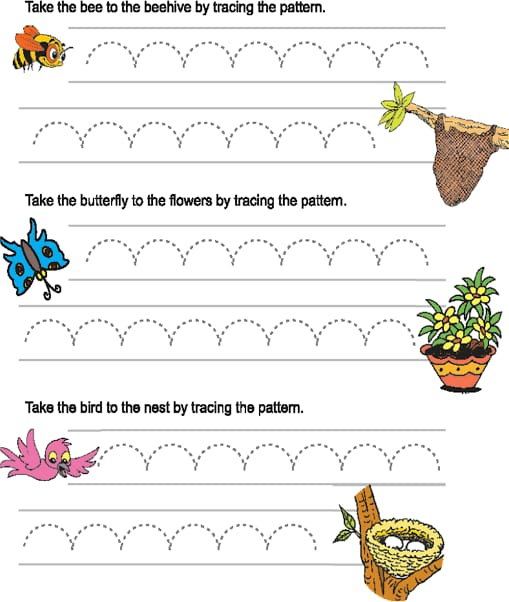 Take the bee to the beehive by tracing the pattern.
Take the butterfly to the flowers by tracing the pattern.
Take the bird to the nest by tracing the pattern.